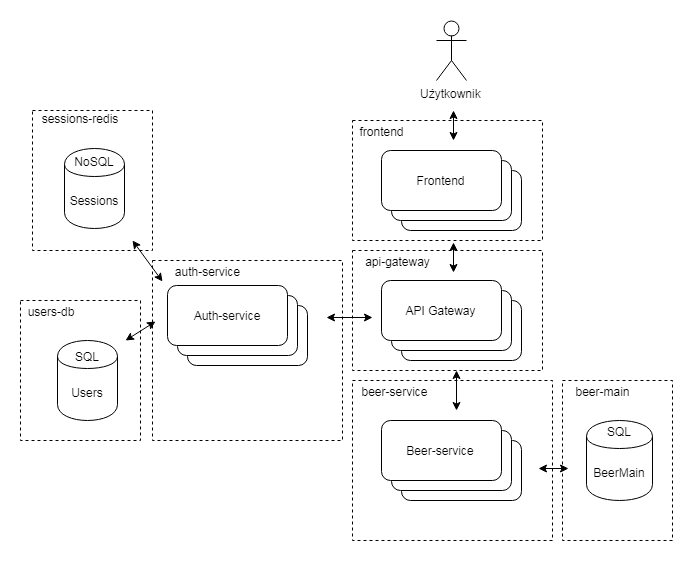 Użytkownik
sessions-redis
NoSQL
Sessions
frontend
Frontend
api-gateway
API Gateway
auth-service
Auth-service
users-db
SQL
Users
beer-service
Beer-service
beer-main
SQL
BeerMain